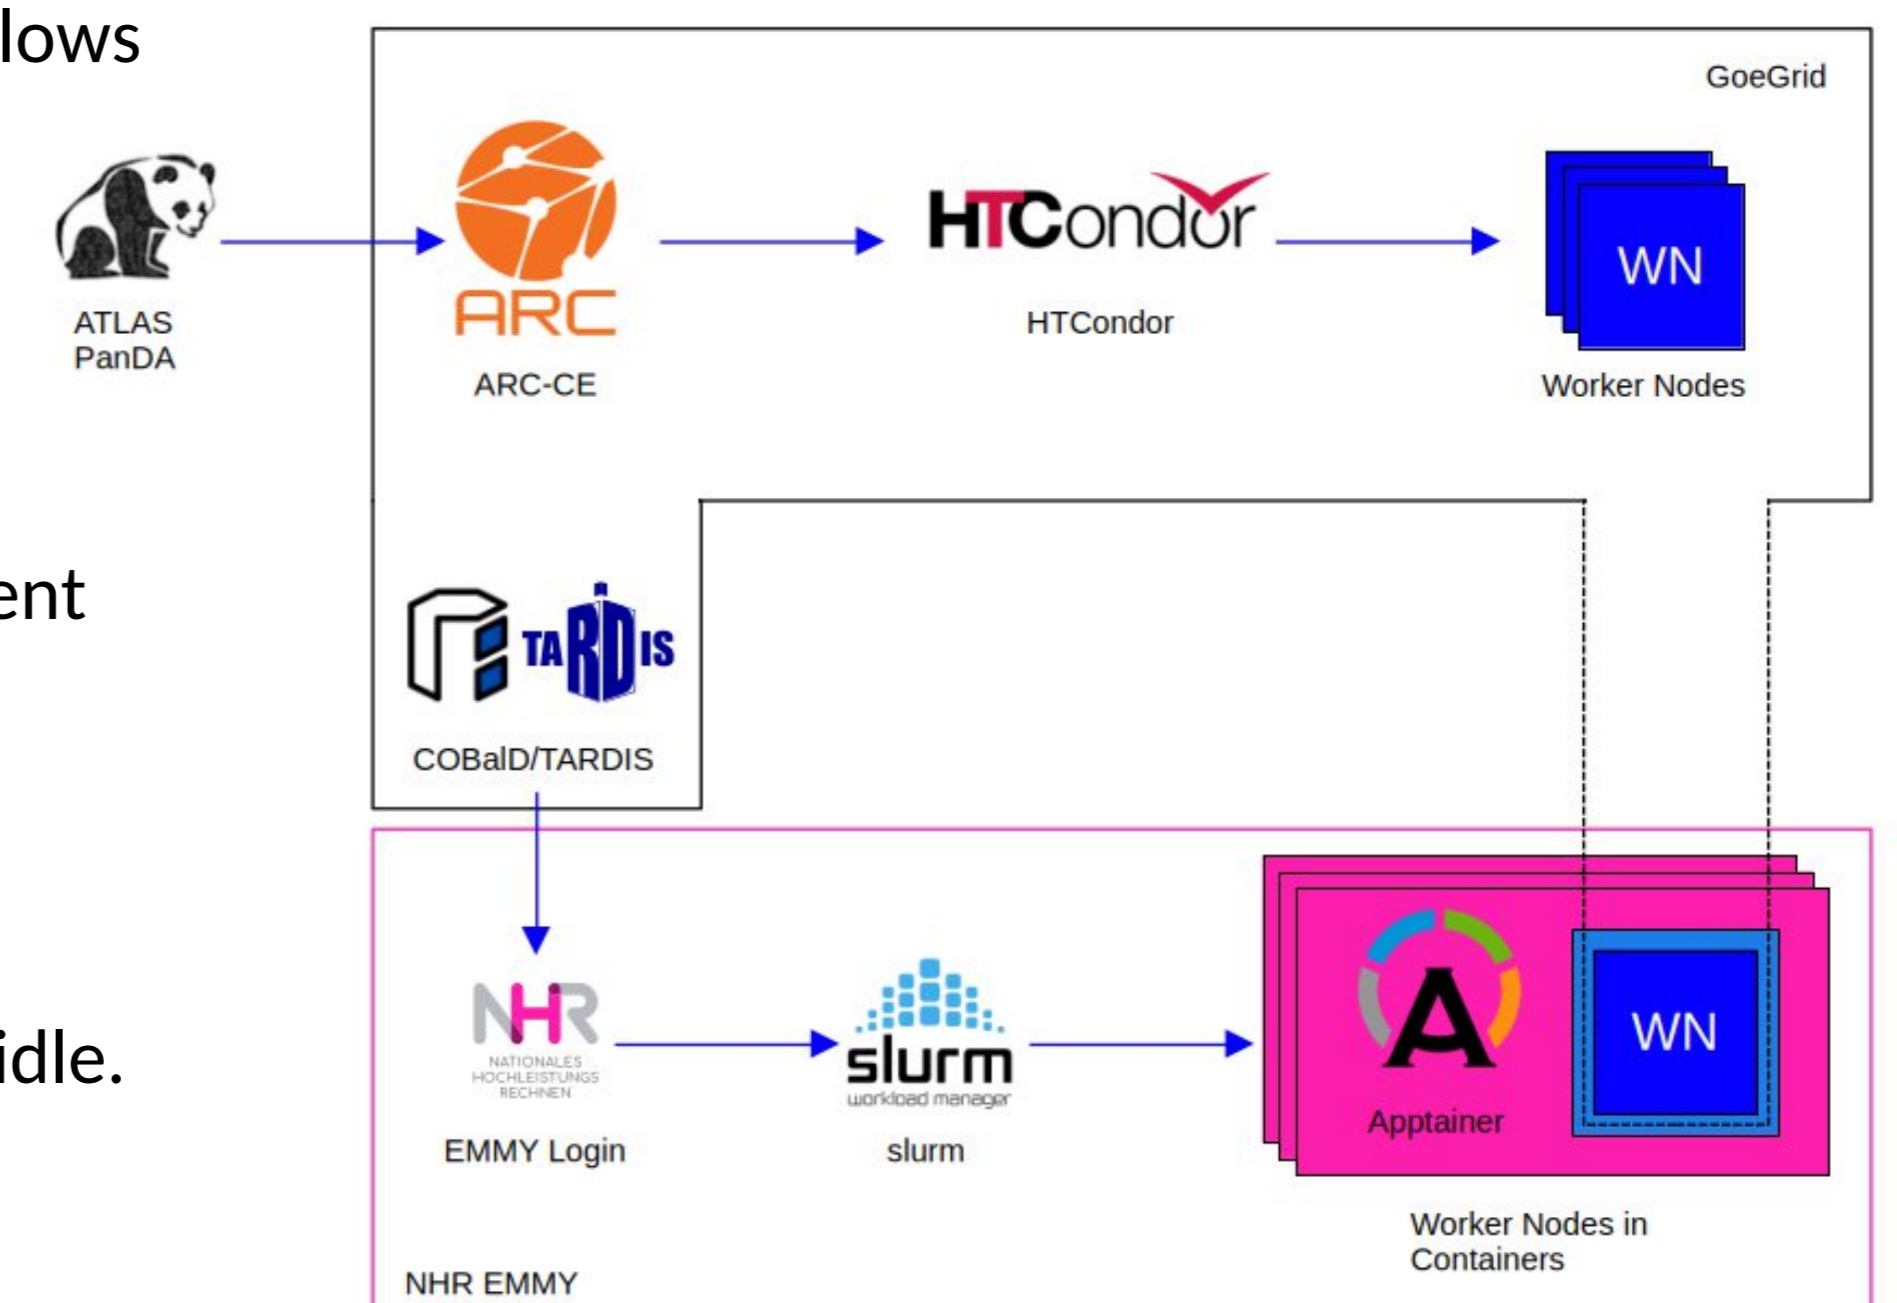 lows
ent
idle.
GoeGrid
ATLAS
PanDA
ARC
ARC-CE
HTCondor
HTCondor
WN
Worker Nodes
TARDIS
COBalD/TARDIS
NHR
NATIONALES
HOCHLEISTUNGS
RECHNEN
EMMY Login
slurm
workload manager
slurm
A
Apptainer
WN
Worker Nodes in
Containers
NHR EMMY